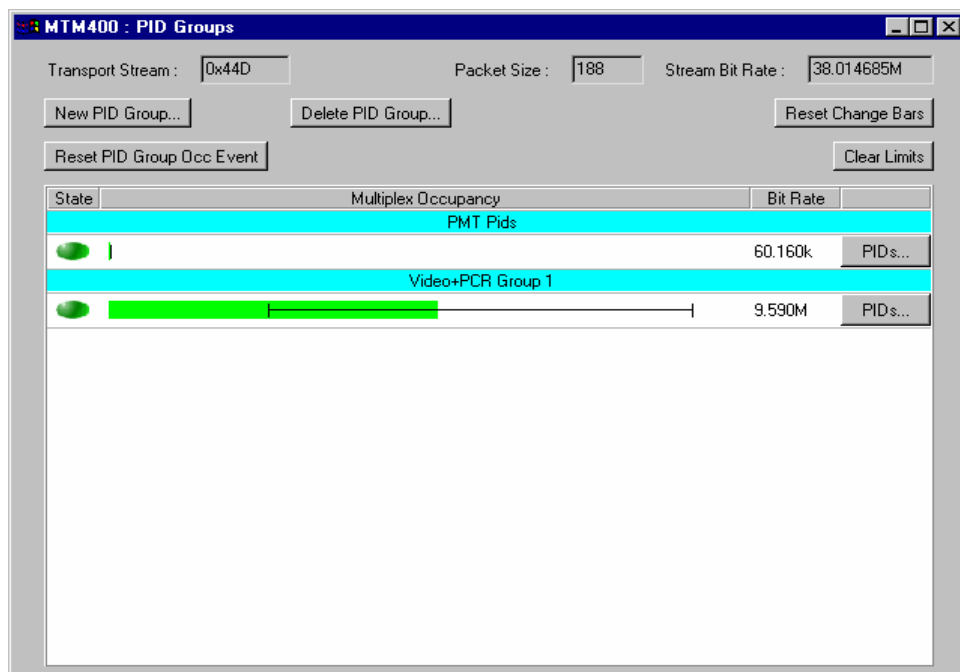 MTM400 : PID Groups
Transport Stream : 0x44D Packet Size : 188 Stream Bit Rate : 38.014685M
New PID Group... Delete PID Group... Reset Change Bars
Reset PID Group Occ Event Clear Limits
State Multiplex Occupancy Bit Rate
PMT Pids
60.160k PIDs...
Video+PCR Group 1
9.590M PIDs...